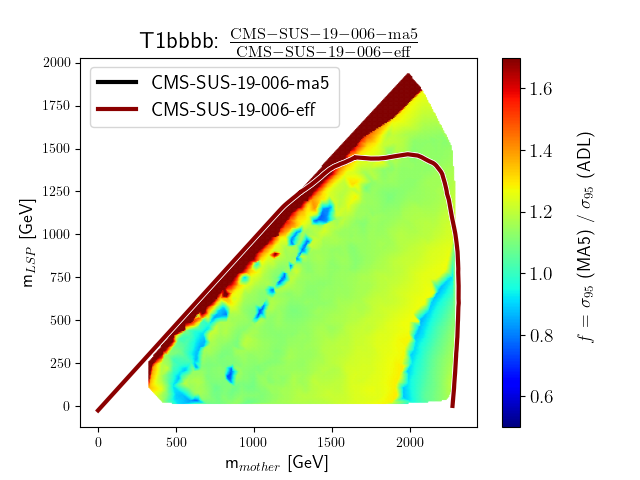 T1bbbb: CMS−SUS−19−006−ma5
CMS−SUS−19−006−eff
CMS-SUS-19-006-ma5
CMS-SUS-19-006-eff
2000
1750
1500
1250
1000
750
500
250
0
m_LSP [GeV]
0 500 1000 1500 2000
m_mother [GeV]
1.6
1.4
1.2
1.0
0.8
0.6
f = σ_95 (MA5) / σ_95 (ADL)